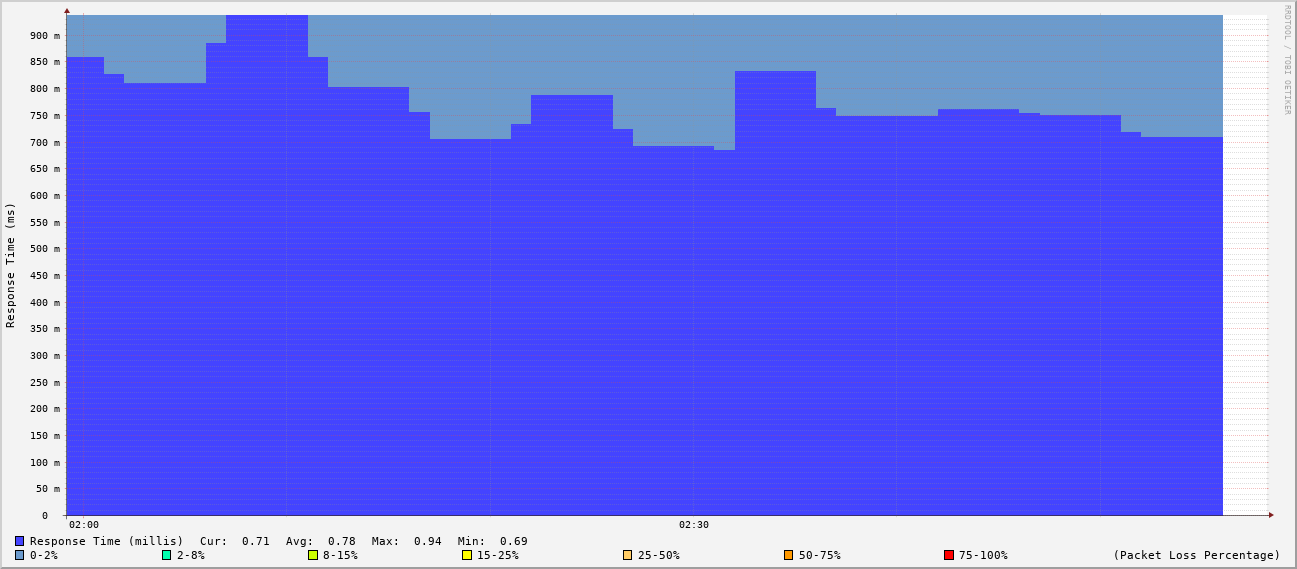 RRDTOOL / TOBI OETIKER
Response Time (ms)
900 m
850 m
800 m
750 m
700 m
650 m
600 m
550 m
500 m
450 m
400 m
350 m
300 m
250 m
200 m
150 m
100 m
50 m
0
02:00 02:30
Response Time (millis) Cur: 0.71 Avg: 0.78 Max: 0.94 Min: 0.69
0-2% 2-8% 8-15% 15-25% 25-50% 50-75% 75-100% (Packet Loss Percentage)